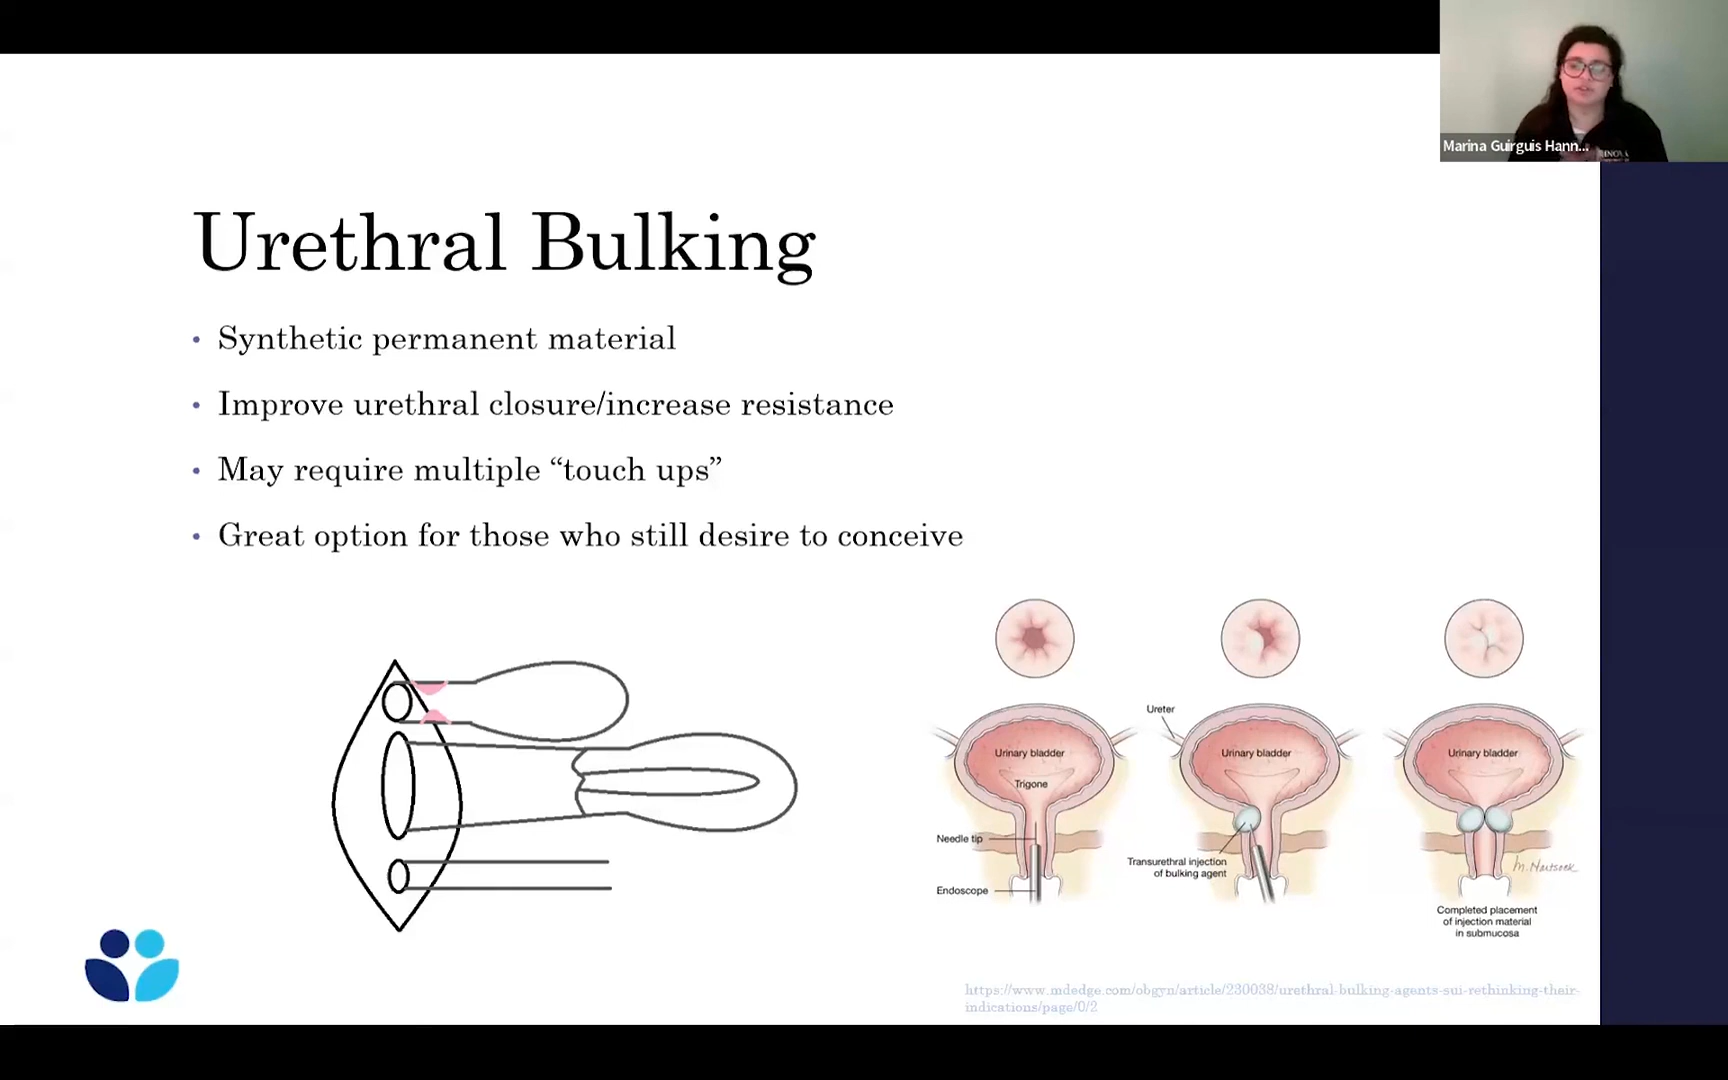 Marina Guirguis Hann...
Urethral Bulking
• Synthetic permanent material
• Improve urethral closure/increase resistance
• May require multiple “touch ups”
• Great option for those who still desire to conceive
Urinary bladder
Trigone
Needle tip
Endoscope
Ureter
Urinary bladder
Transurethral injection
of bulking agent
Urinary bladder
Completed placement
of injection material
in submucosa
https://www.mdedge.com/obgyn/article/230038/urethral-bulking-agents-sui-rethinking-their-
indications/page/0/2